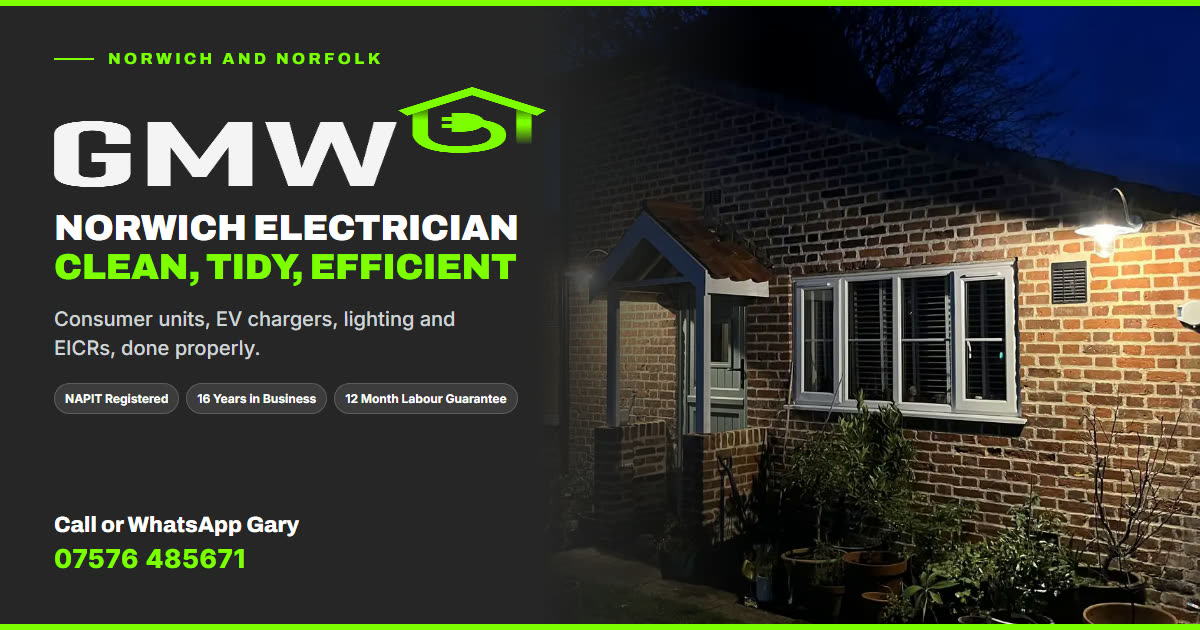 NORWICH AND NORFOLK
GMW
NORWICH ELECTRICIAN
CLEAN, TIDY, EFFICIENT
Consumer units, EV chargers, lighting and
EICRs, done properly.
NAPIT Registered
16 Years in Business
12 Month Labour Guarantee
Call or WhatsApp Gary
07576 485671